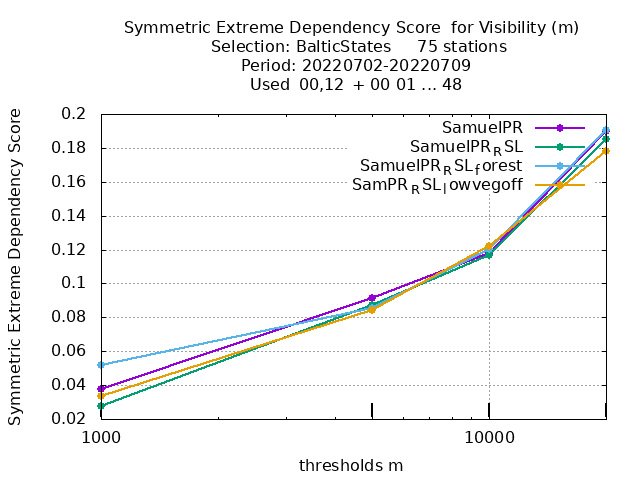 Symmetric Extreme Dependency Score for Visibility (m)
Selection: BalticStates 75 stations
Period: 20220702-20220709
Used 00,12 + 00 01 ... 48
Symmetric Extreme Dependency Score
0.2
0.18
0.16
0.14
0.12
0.1
0.08
0.06
0.04
0.02
SamuelPR
SamuelPR_RSL
SamuelPR_RSL_forest
SamPR_RSL_lowvegoff
1000
10000
thresholds m